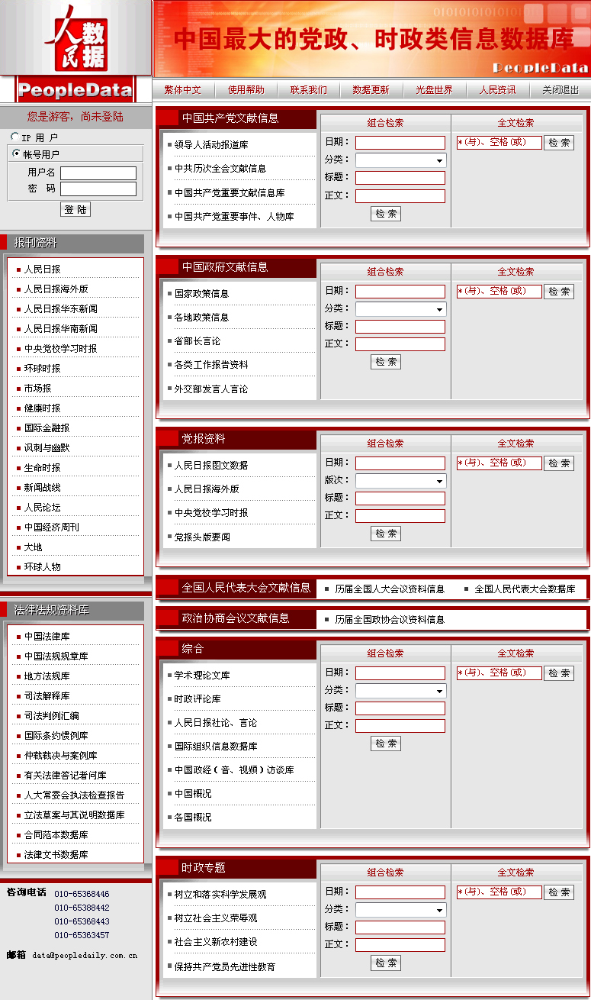 人民数据
PeopleData
中国最大的党政、时政类信息数据库
PeopleData
繁体中文 使用帮助 联系我们 数据更新 光盘世界 人民资讯 关闭退出
您是游客，尚未登陆
IP 用 户
帐号用户
用户名
密 码
登 陆
报刊资料
人民日报
人民日报海外版
人民日报华东新闻
人民日报华南新闻
中央党校学习时报
环球时报
市场报
健康时报
国际金融报
讽刺与幽默
生命时报
新闻战线
人民论坛
中国经济周刊
大地
环球人物
法律法规资料库
中国法律库
中国法规规章库
地方法规库
司法解释库
司法判例汇编
国际条约惯例库
仲裁裁决与案例库
有关法律答记者问库
人大常委会执法检查报告
立法草案与其说明数据库
合同范本数据库
法律文书数据库
咨询电话 010-65368446
010-65388442
010-65368443
010-65363457
邮箱 data@peopledaily.com.cn
中国共产党文献信息
领导人活动报道库
中共历次全会文献信息
中国共产党重要文献信息库
中国共产党重要事件、人物库
组合检索
日期：
分类：
标题：
正文：
检 索
全文检索
*(与)、空格(或) 检 索
中国政府文献信息
国家政策信息
各地政策信息
省部长言论
各类工作报告资料
外交部发言人言论
组合检索
日期：
分类：
标题：
正文：
检 索
全文检索
*(与)、空格(或) 检 索
党报资料
人民日报图文数据
人民日报海外版
中央党校学习时报
党报头版要闻
组合检索
日期：
版次：
标题：
正文：
检 索
全文检索
*(与)、空格(或) 检 索
全国人民代表大会文献信息 历届全国人大会议资料信息 全国人民代表大会数据库
政治协商会议文献信息 历届全国政协会议资料信息
综合
学术理论文库
时政评论库
人民日报社论、言论
国际组织信息数据库
中国政经（音、视频）访谈库
中国概况
各国概况
组合检索
日期：
分类：
标题：
正文：
检 索
全文检索
*(与)、空格(或) 检 索
时政专题
树立和落实科学发展观
树立社会主义荣辱观
社会主义新农村建设
保持共产党员先进性教育
组合检索
日期：
分类：
标题：
正文：
检 索
全文检索
*(与)、空格(或) 检 索